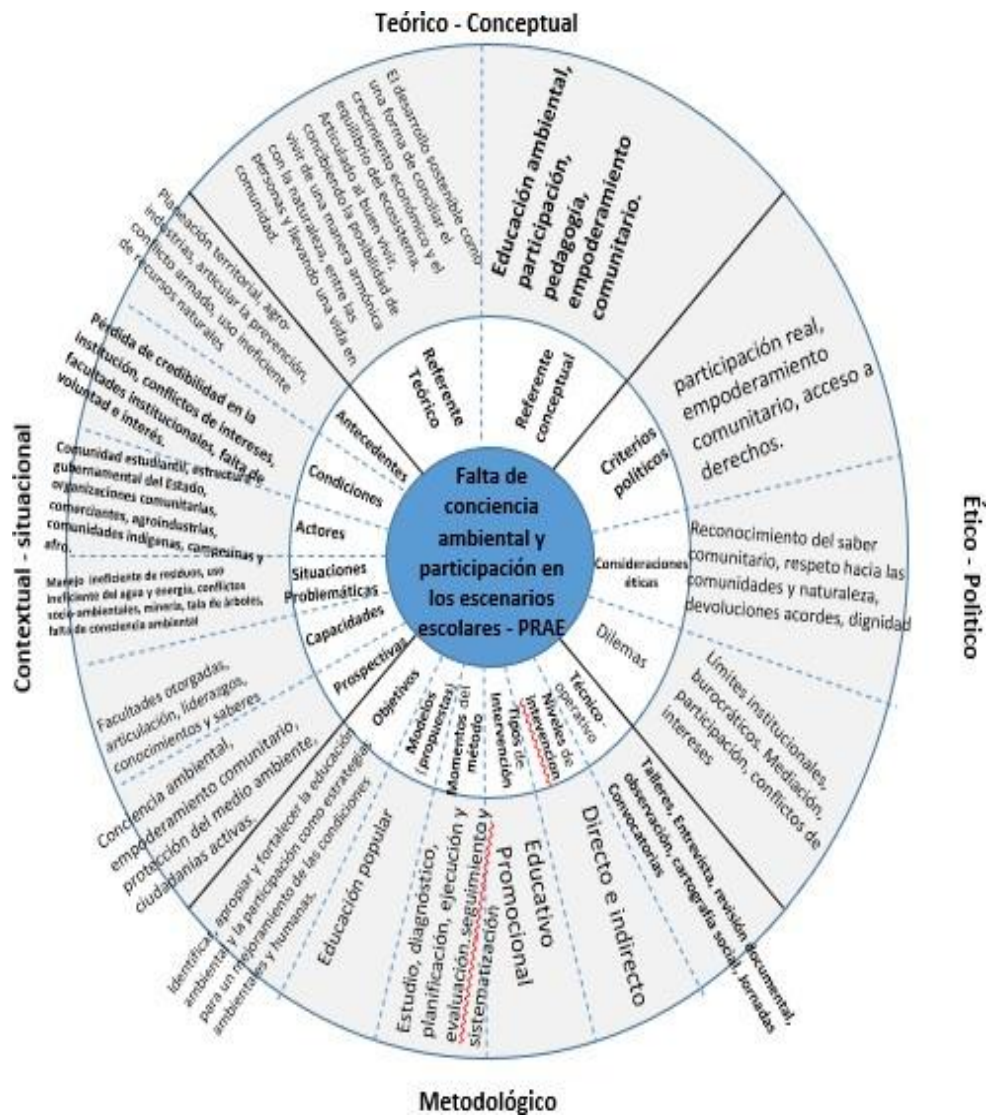 Teórico - Conceptual
El desarrollo sostenible como
una forma de conciliar el
crecimiento económico y el
equilibrio del ecosistema.
Articulado al buen vivir,
concibiendo la posibilidad de
vivir de una manera armónica
con la naturaleza, entre las
personas y llevando una vida en
comunidad.
Educación ambiental,
participación,
pedagogía,
empoderamiento
comunitario.
Referente
Teórico
Referente
conceptual
Ético - Político
participación real,
empoderamiento
comunitario, acceso a
derechos.
Criterios
políticos
Reconocimiento del saber
comunitario, respeto hacia las
comunidades y naturaleza,
devoluciones acordes, dignidad
Consideraciones
éticas
Límites institucionales,
burocráticos. Mediación,
participación, conflictos de
intereses
Dilemas
Falta de
conciencia
ambiental y
participación en
los escenarios
escolares - PRAE
Contextual - situacional
Planeación territorial, agro-
industrias, articular la prevención,
conflicto armado, uso ineficiente
de recursos naturales
Antecedentes
Pérdida de credibilidad en la
institución, conflictos de intereses,
facultades institucionales, falta de
voluntad e interés.
Condiciones
Comunidad estudiantil, estructura
gubernamental del Estado,
organizaciones comunitarias,
comerciantes, agroindustrias,
comunidades indígenas, campesinas y
afro.
Actores
Manejo ineficiente de residuos, uso
ineficiente del agua y energía, conflictos
socio-ambientales, minería, tala de árboles,
falta de consciencia ambiental
Situaciones
Problemáticas
Facultades otorgadas,
articulación, liderazgos,
conocimientos y saberes
Capacidades
Conciencia ambiental,
empoderamiento comunitario,
protección del medio ambiente,
ciudadanías activas.
Prospectivas
Identificar, apropiar y fortalecer la educación
ambiental y la participación como estrategias
para un mejoramiento de las condiciones
ambientales y humanas.
Objetivos
Educación popular
Modelos
(propuestas)
Estudio, diagnóstico,
planificación, ejecución y
evaluación, seguimiento y
sistematización
Momentos del
método
Educativo
Promocional
Tipos de
Intervención
Directo e indirecto
Niveles de
intervencion
Talleres, Entrevista, revisión documental,
observación, cartografía social, Jornadas
Convocatorias
Técnico-
operativo
Metodológico